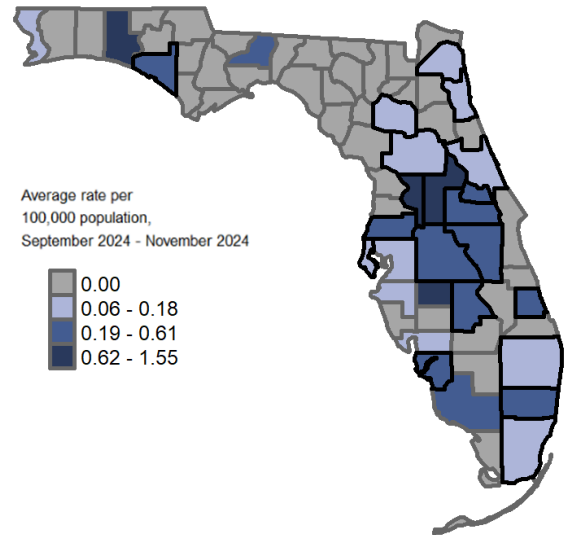 Average rate per
100,000 population,
September 2024 - November 2024
0.00
0.06 - 0.18
0.19 - 0.61
0.62 - 1.55